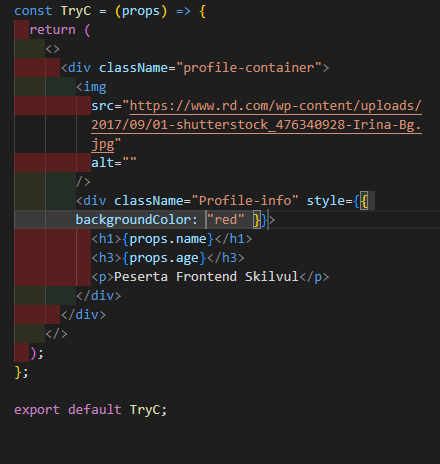 const TryC = (props) => {
return (
<>
<div className="profile-container">
<img
src="https://www.rd.com/wp-content/uploads/
2017/09/01-shutterstock_476340928-Irina-Bg.
jpg"
alt=""
/>
<div className="Profile-info" style={{
backgroundColor: "red" }}>
<h1>{props.name}</h1>
<h3>{props.age}</h3>
<p>Peserta Frontend Skilvul</p>
</div>
</div>
</>
);
};
export default TryC;